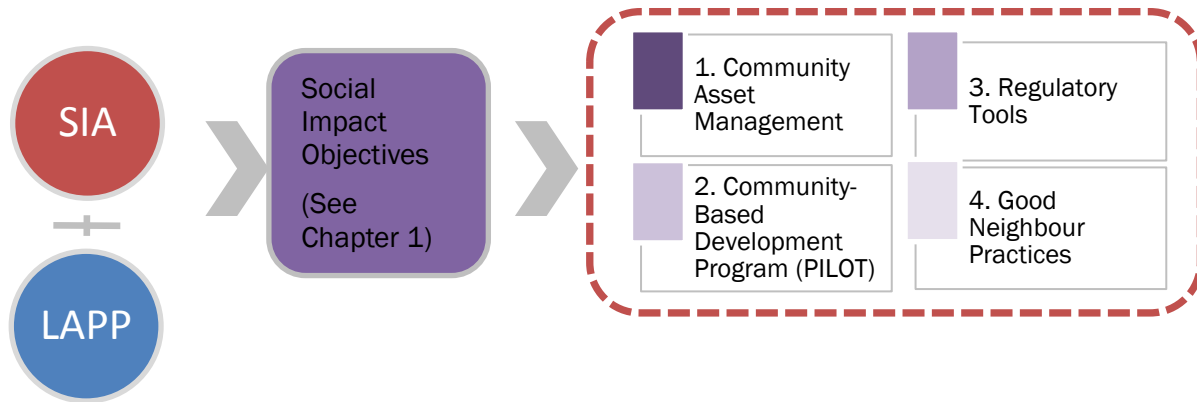 SIA
LAPP
Social
Impact
Objectives
(See
Chapter 1)
1. Community
Asset
Management
2. Community-
Based
Development
Program (PILOT)
3. Regulatory
Tools
4. Good
Neighbour
Practices